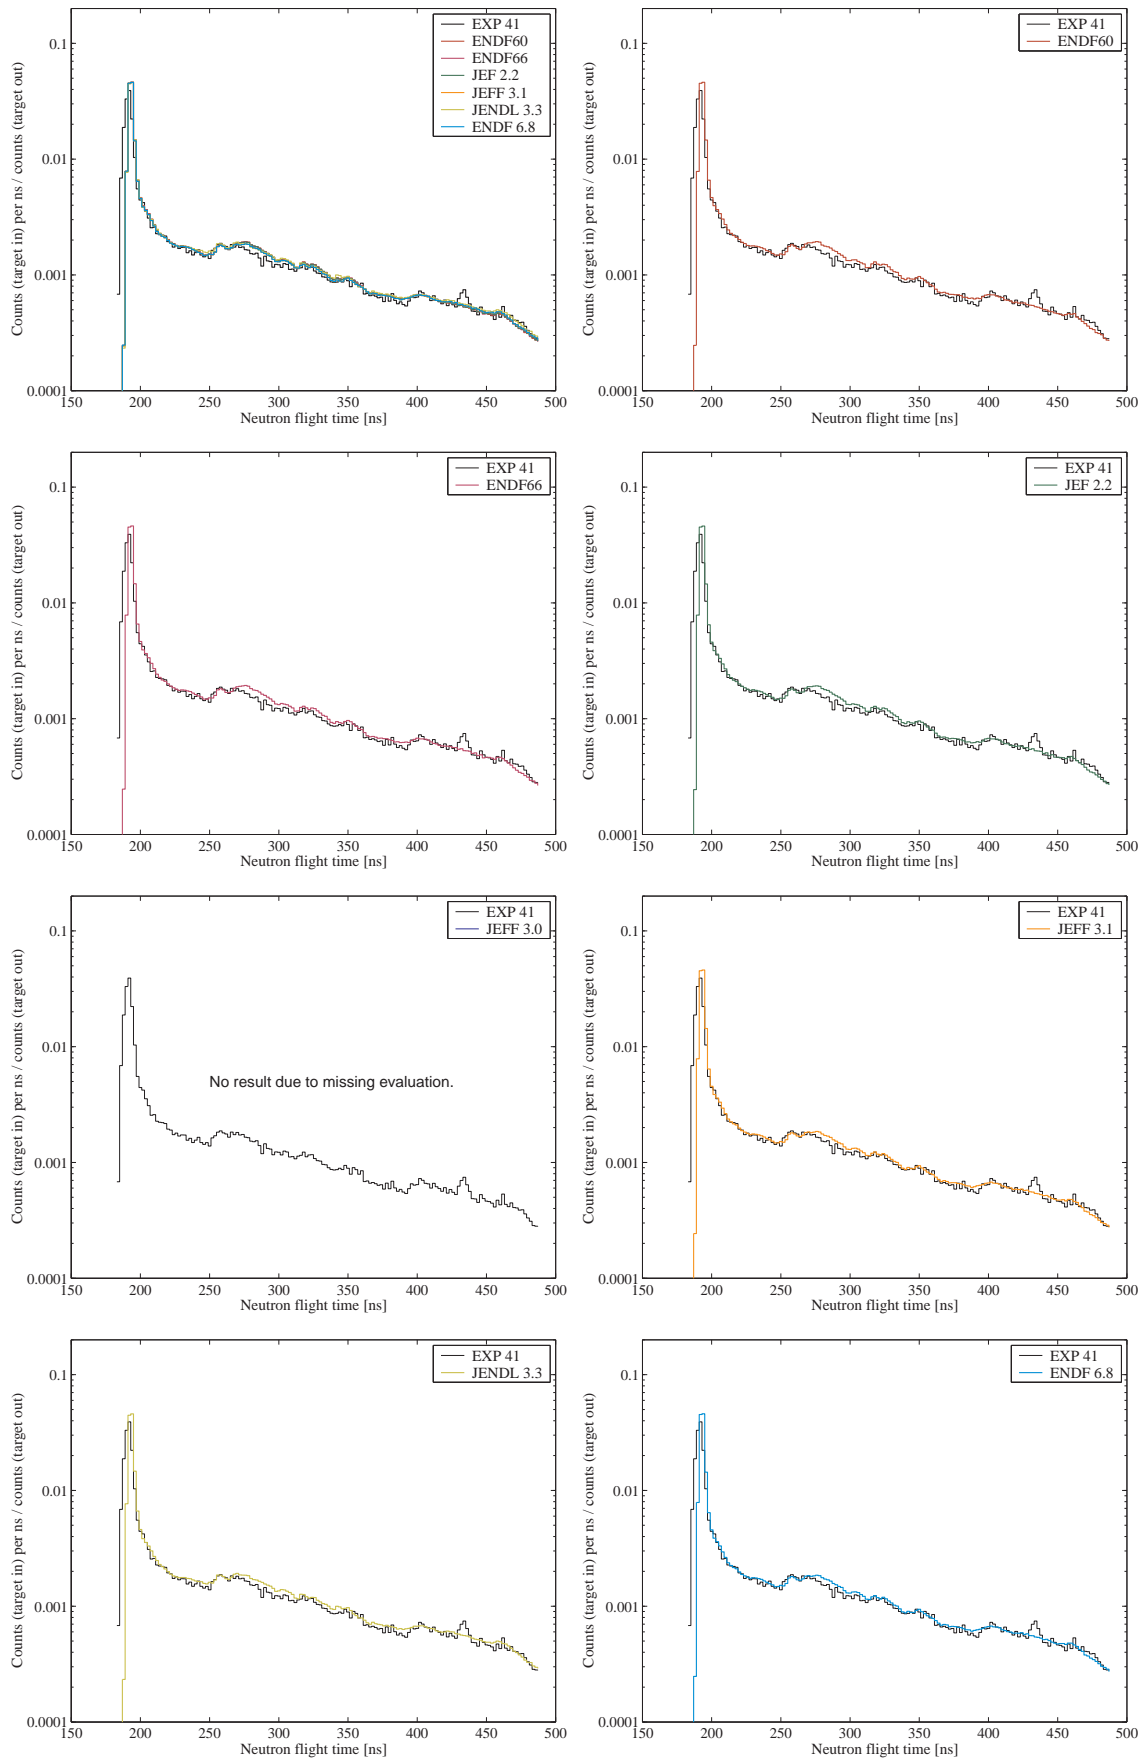 EXP 41
ENDF60
ENDF66
JEF 2.2
JEFF 3.1
JENDL 3.3
ENDF 6.8
0.1
0.01
0.001
0.0001
150 200 250 300 350 400 450 500
Neutron flight time [ns]
Counts (target in) per ns / counts (target out)
EXP 41
ENDF60
0.1
0.01
0.001
0.0001
150 200 250 300 350 400 450 500
Neutron flight time [ns]
Counts (target in) per ns / counts (target out)
EXP 41
ENDF66
0.1
0.01
0.001
0.0001
150 200 250 300 350 400 450 500
Neutron flight time [ns]
Counts (target in) per ns / counts (target out)
EXP 41
JEF 2.2
0.1
0.01
0.001
0.0001
150 200 250 300 350 400 450 500
Neutron flight time [ns]
Counts (target in) per ns / counts (target out)
EXP 41
JEFF 3.0
No result due to missing evaluation.
0.1
0.01
0.001
0.0001
150 200 250 300 350 400 450 500
Neutron flight time [ns]
Counts (target in) per ns / counts (target out)
EXP 41
JEFF 3.1
0.1
0.01
0.001
0.0001
150 200 250 300 350 400 450 500
Neutron flight time [ns]
Counts (target in) per ns / counts (target out)
EXP 41
JENDL 3.3
0.1
0.01
0.001
0.0001
150 200 250 300 350 400 450 500
Neutron flight time [ns]
Counts (target in) per ns / counts (target out)
EXP 41
ENDF 6.8
0.1
0.01
0.001
0.0001
150 200 250 300 350 400 450 500
Neutron flight time [ns]
Counts (target in) per ns / counts (target out)